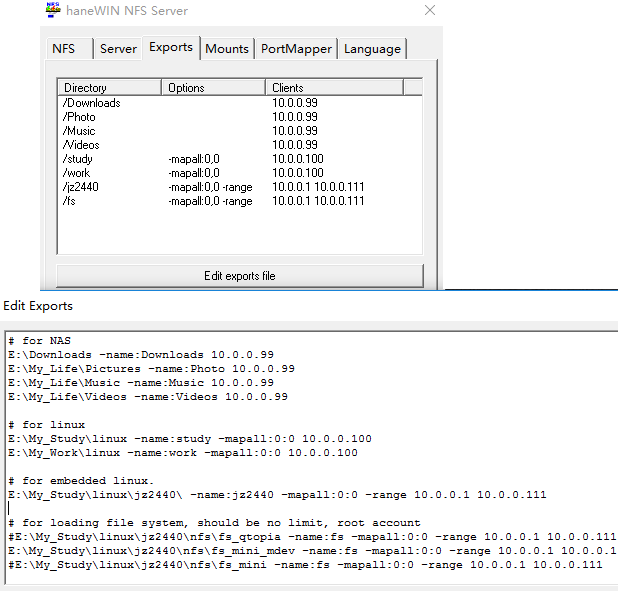 haneWIN NFS Server
NFS Server Exports Mounts PortMapper Language
Directory Options Clients
/Downloads 10.0.0.99
/Photo 10.0.0.99
/Music 10.0.0.99
/Videos 10.0.0.99
/study -mapall:0,0 10.0.0.100
/work -mapall:0,0 10.0.0.100
/jz2440 -mapall:0,0 -range 10.0.0.1 10.0.0.111
/fs -mapall:0,0 -range 10.0.0.1 10.0.0.111
Edit exports file
Edit Exports
# for NAS
E:\Downloads -name:Downloads 10.0.0.99
E:\My_Life\Pictures -name:Photo 10.0.0.99
E:\My_Life\Music -name:Music 10.0.0.99
E:\My_Life\Videos -name:Videos 10.0.0.99
# for linux
E:\My_Study\linux -name:study -mapall:0:0 10.0.0.100
E:\My_Work\linux -name:work -mapall:0:0 10.0.0.100
# for embedded linux.
E:\My_Study\linux\jz2440\ -name:jz2440 -mapall:0:0 -range 10.0.0.1 10.0.0.111
# for loading file system, should be no limit, root account
#E:\My_Study\linux\jz2440\nfs\fs_qtopia -name:fs -mapall:0:0 -range 10.0.0.1 10.0.0.111
E:\My_Study\linux\jz2440\nfs\fs_mini_mdev -name:fs -mapall:0:0 -range 10.0.0.1 10.0.0.1
#E:\My_Study\linux\jz2440\nfs\fs_mini -name:fs -mapall:0:0 -range 10.0.0.1 10.0.0.111